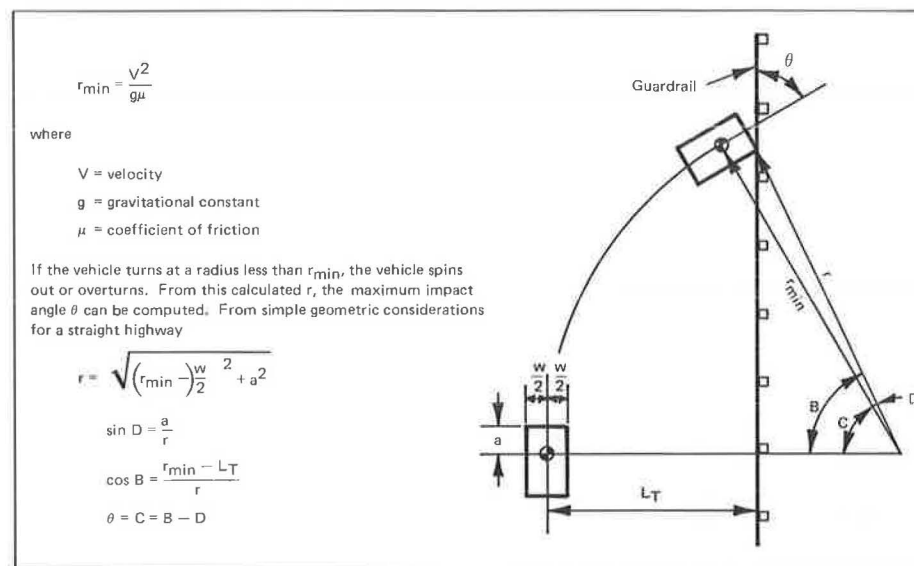 r_min = V² / gμ
where
V = velocity
g = gravitational constant
μ = coefficient of friction
If the vehicle turns at a radius less than r_min, the vehicle spins
out or overturns. From this calculated r, the maximum impact
angle θ can be computed. From simple geometric considerations
for a straight highway
r = √((r_min −) w/2 ² + a²)
sin D = a/r
cos B = (r_min − L_T)/r
θ = C = B − D
Guardrail
θ
r
r_min
w/2 w/2
a
B
C
D
L_T